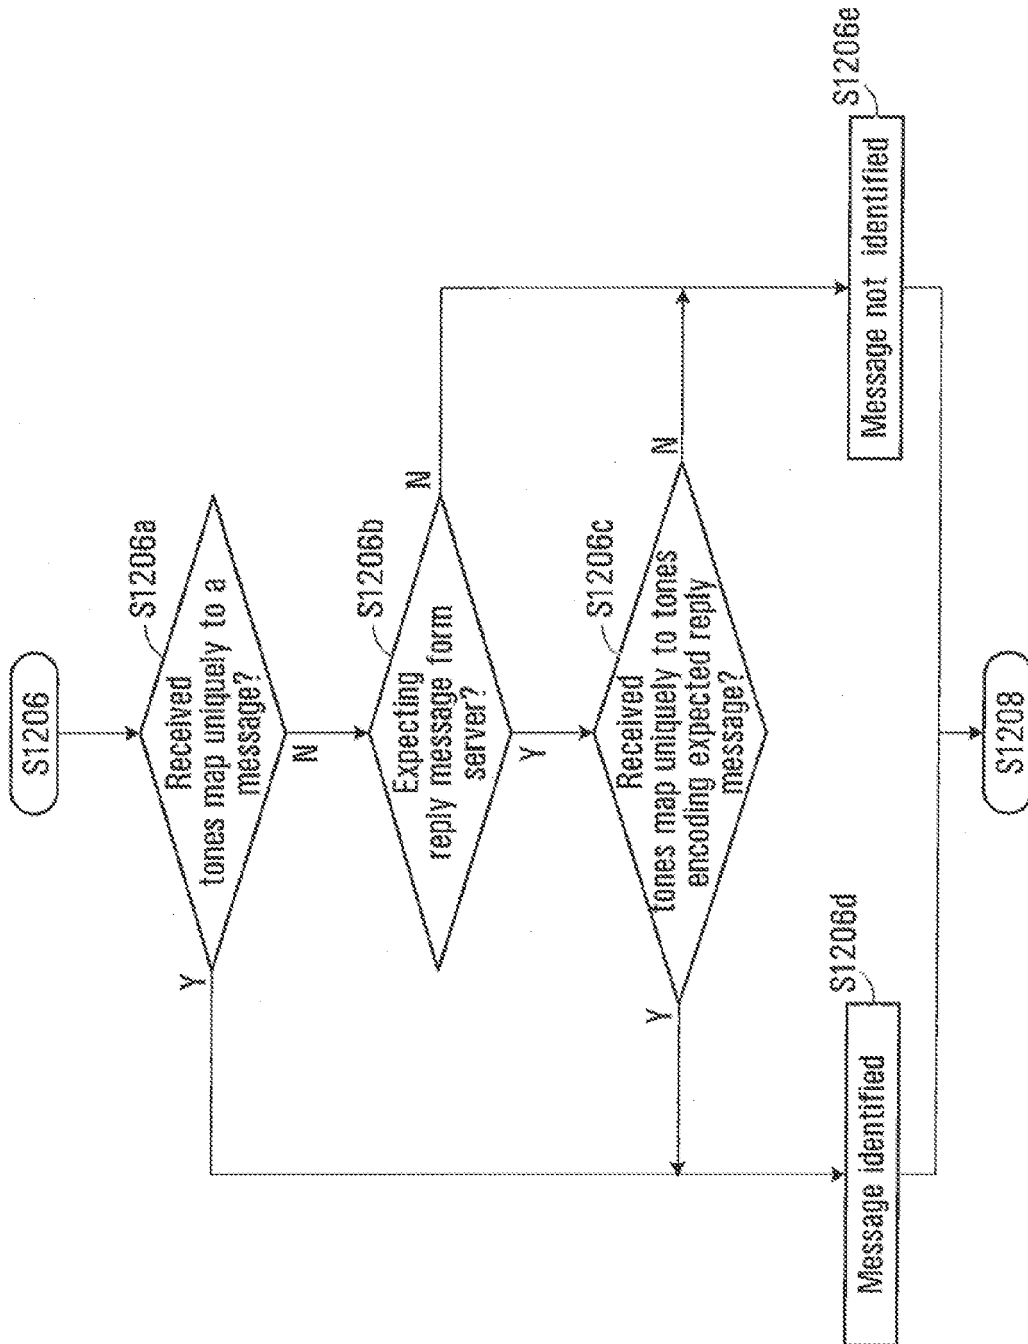 S1206
S1206a
Received
tones map uniquely to a
message?
Y
N
S1206b
Expecting
reply message form
server?
N
Y
S1206c
Received
tones map uniquely to tones
encoding expected reply
message?
Y
N
S1206d
Message identified
S1206e
Message not identified
S1208